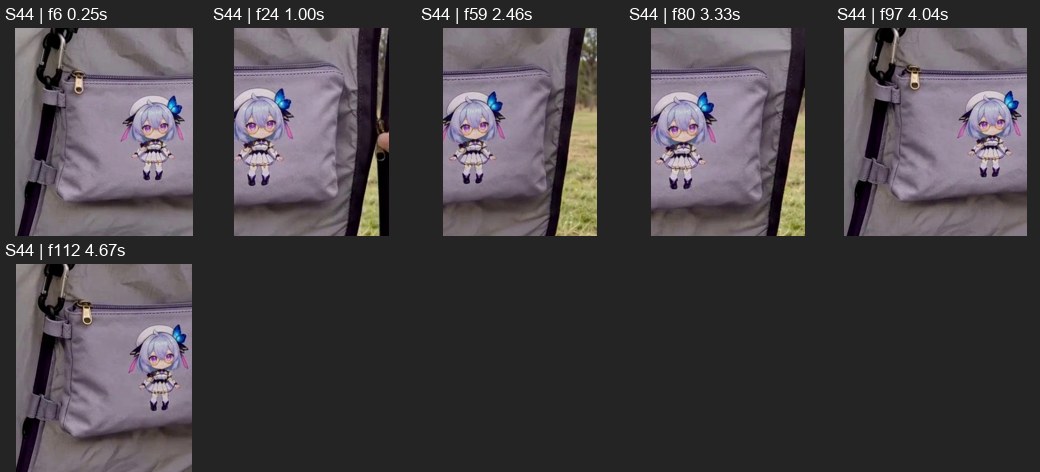 S44 | f6 0.25s
S44 | f24 1.00s
S44 | f59 2.46s
S44 | f80 3.33s
S44 | f97 4.04s
S44 | f112 4.67s